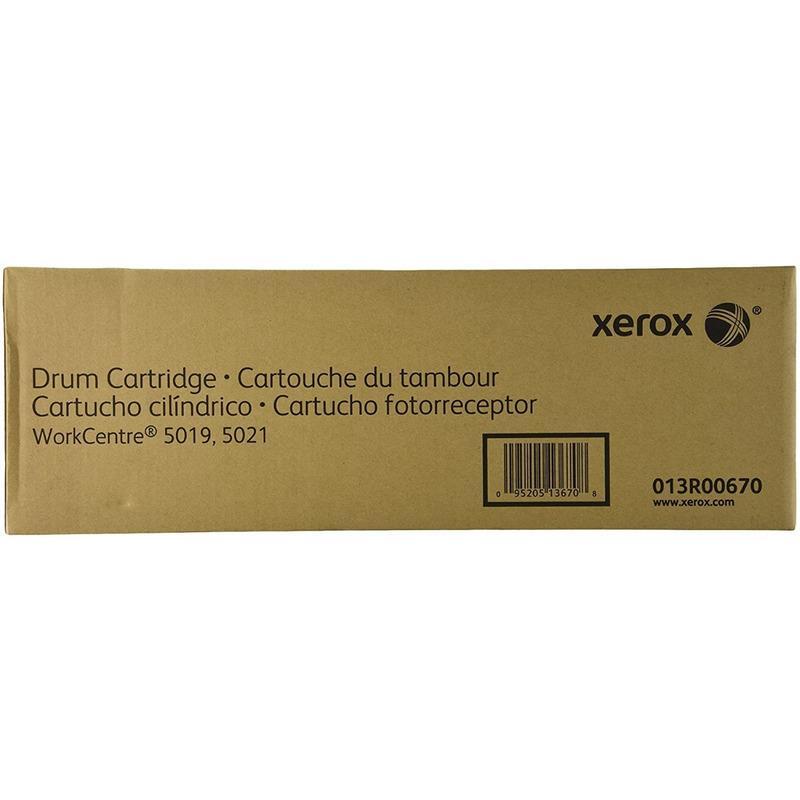 xerox ®
Drum Cartridge • Cartouche du tambour
Cartucho cilíndrico • Cartucho fotorreceptor
WorkCentre® 5019, 5021
0 95205 13670 8
013R00670
www.xerox.com